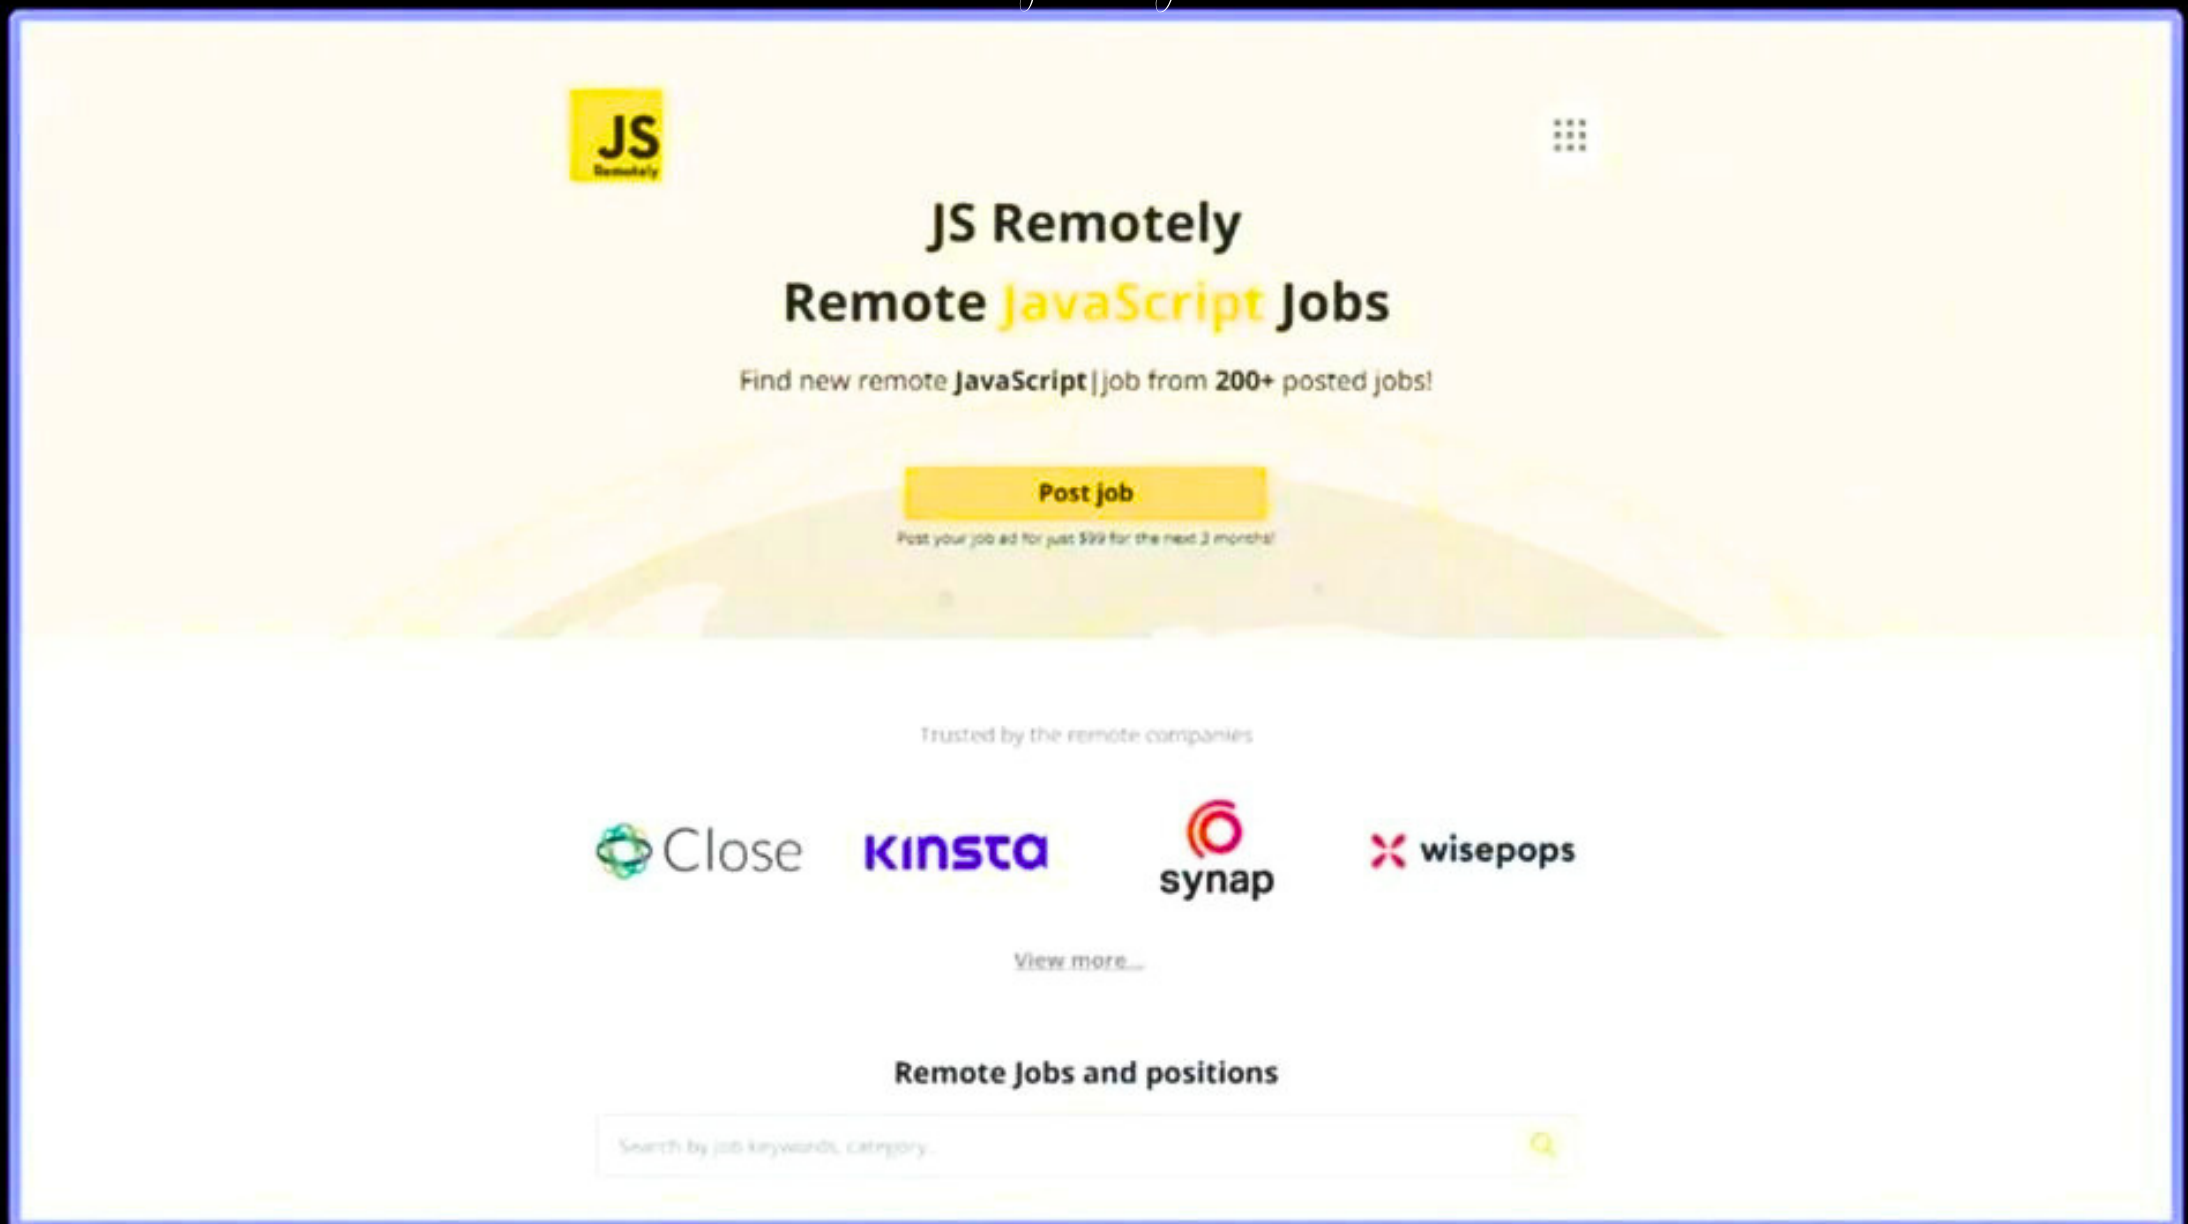 JS
Remotely
JS Remotely
Remote JavaScript Jobs
Find new remote JavaScript|job from 200+ posted jobs!
Post job
Post your job ad for just $99 for the next 3 months!
Trusted by the remote companies
Close
Kinsta
synap
wisepops
View more...
Remote Jobs and positions
Search by job keywords, category...